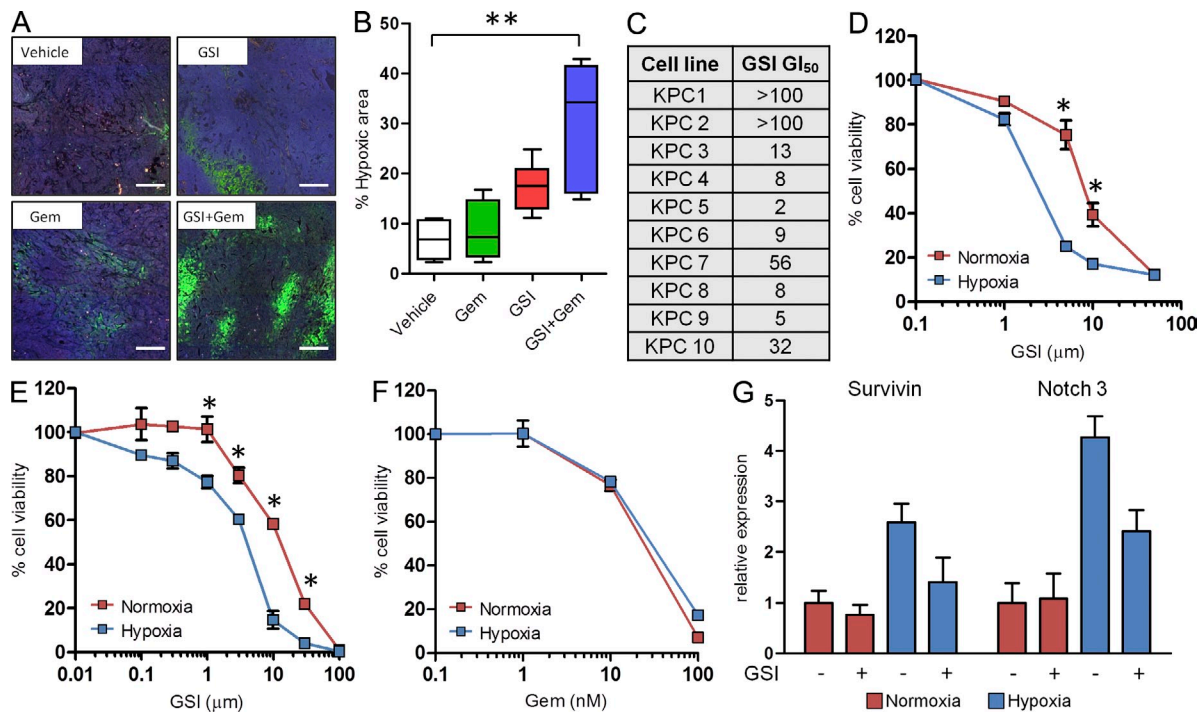 A
Vehicle
GSI
Gem
GSI+Gem
B
**
50
40
30
20
10
0
% Hypoxic area
Vehicle
Gem
GSI
GSI+Gem
C
Cell line GSI GI₅₀
KPC1 >100
KPC 2 >100
KPC 3 13
KPC 4 8
KPC 5 2
KPC 6 9
KPC 7 56
KPC 8 8
KPC 9 5
KPC 10 32
D
120
100
80
60
40
20
0
% cell viability
*
*
Normoxia
Hypoxia
0.1 1 10 100
GSI (μm)
E
120
100
80
60
40
20
0
% cell viability
* * * *
Normoxia
Hypoxia
0.01 0.1 1 10 100
GSI (μm)
F
120
100
80
60
40
20
0
% cell viability
Normoxia
Hypoxia
0.1 1 10 100
Gem (nM)
G
Survivin Notch 3
5
4
3
2
1
0
relative expression
GSI - + - + - + - +
Normoxia Hypoxia